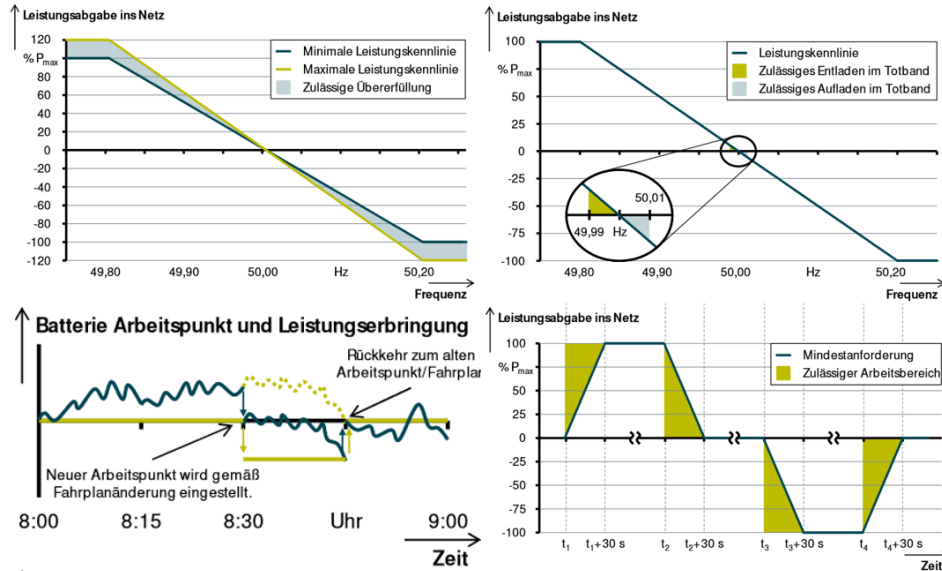 Leistungsabgabe ins Netz
120
% Pmax
100
80
60
40
20
0
-20
-40
-60
-80
-100
-120
Minimale Leistungskennlinie
Maximale Leistungskennlinie
Zulässige Übererfüllung
49,80
49,90
50,00
Hz
50,20
Frequenz
Leistungsabgabe ins Netz
100
% Pmax
75
50
25
0
-25
-50
-75
-100
Leistungskennlinie
Zulässiges Entladen im Totband
Zulässiges Aufladen im Totband
50,01
49,99
Hz
49,80
49,90
50,00
Hz
50,20
Frequenz
Batterie Arbeitspunkt und Leistungserbringung
Rückkehr zum alten
Arbeitspunkt/Fahrplan
Neuer Arbeitspunkt wird gemäß
Fahrplanänderung eingestellt.
8:00
8:15
8:30
Uhr
9:00
Zeit
Leistungsabgabe ins Netz
100
% Pmax
75
50
25
0
-25
-50
-75
-100
Mindestanforderung
Zulässiger Arbeitsbereich
t1
t1+30 s
t2
t2+30 s
t3
t3+30 s
t4
t4+30 s
Zeit